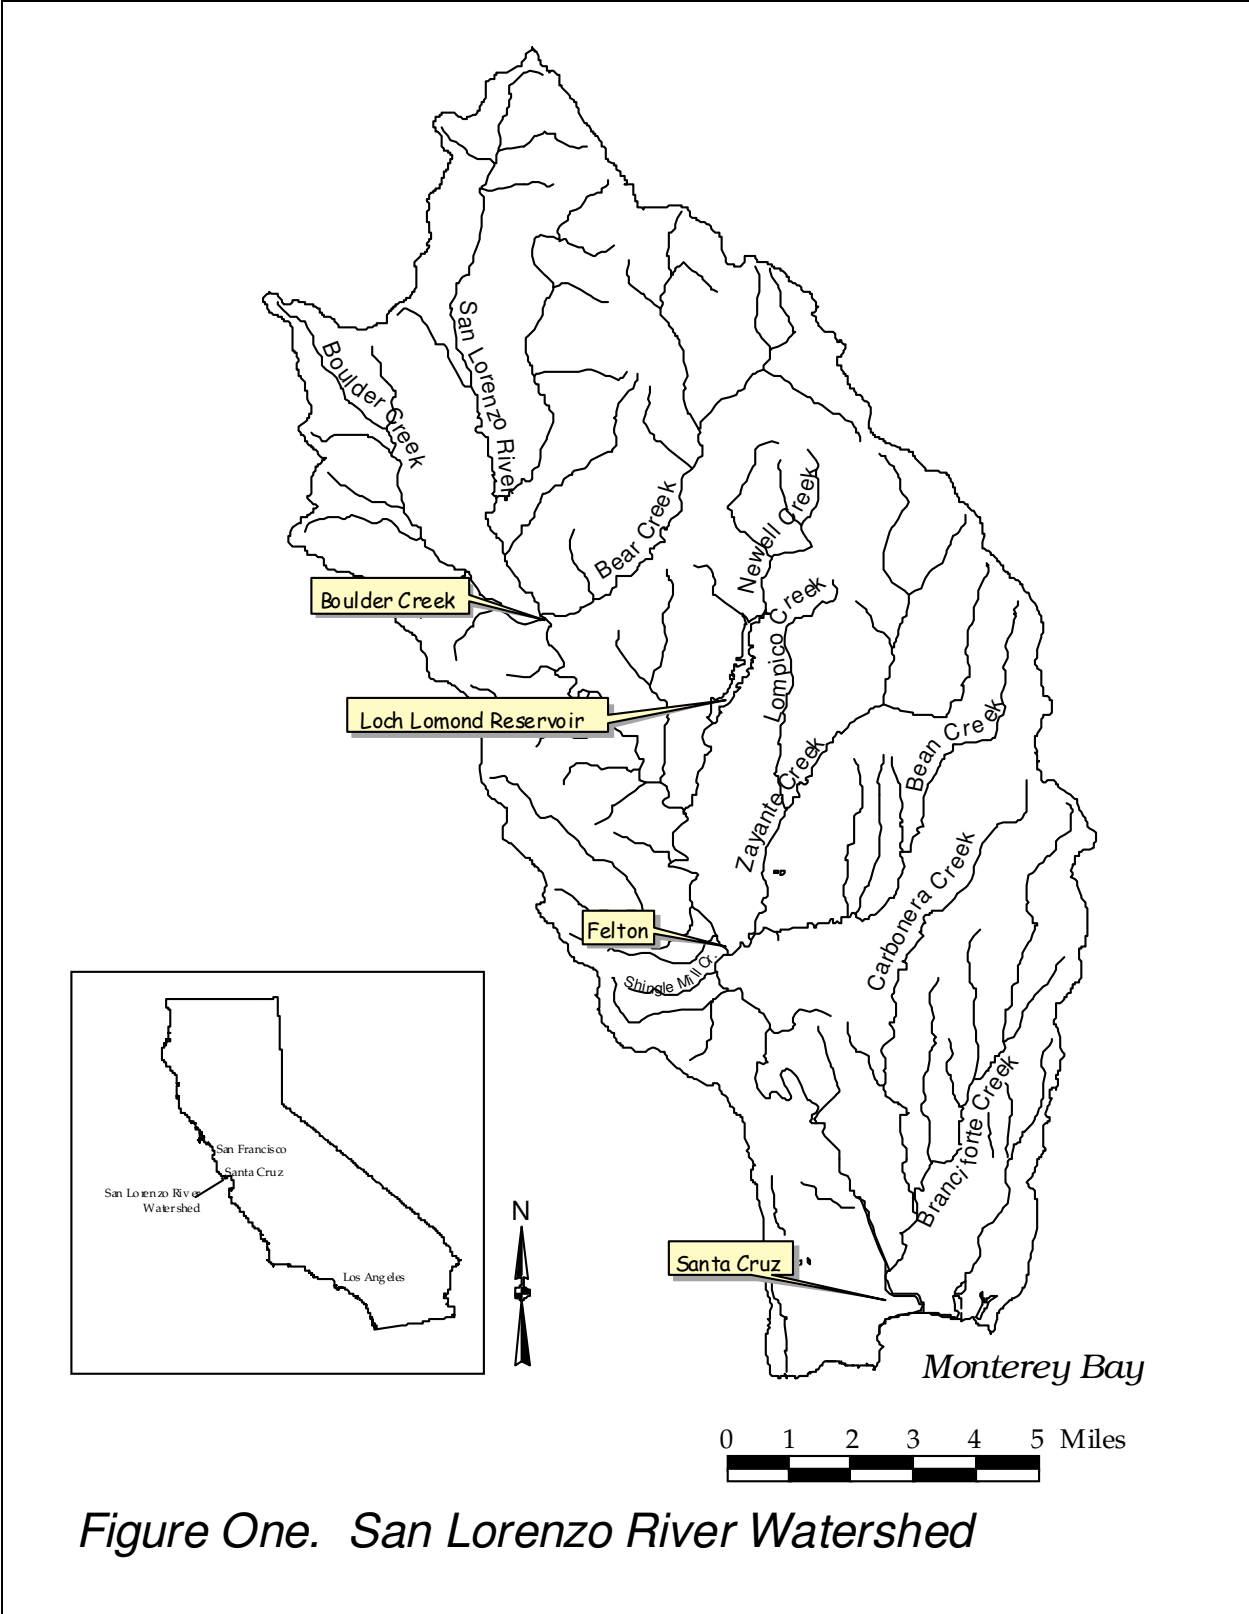 San Lorenzo River
Boulder Creek
Bear Creek
Newell Creek
Boulder Creek
Lompico Creek
Loch Lomond Reservoir
Bean Creek
Zayante Creek
Carbonera Creek
Felton
Shingle Mill Cr.
Branciforte Creek
San Francisco
Santa Cruz
San Lorenzo River
Watershed
Los Angeles
N
Santa Cruz
Monterey Bay
0 1 2 3 4 5 Miles
Figure One. San Lorenzo River Watershed